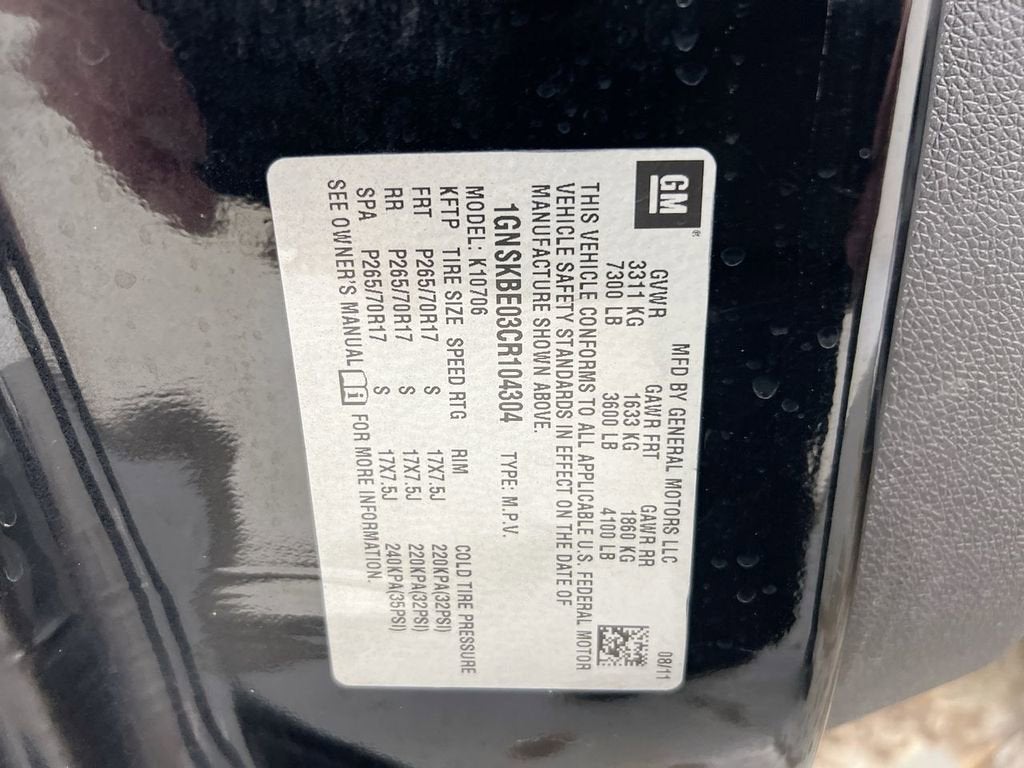 GM®
MFD BY GENERAL MOTORS LLC 08/11
GVWR GAWR FRT GAWR RR
3311 KG 1633 KG 1860 KG
7300 LB 3600 LB 4100 LB
THIS VEHICLE CONFORMS TO ALL APPLICABLE U.S. FEDERAL MOTOR
VEHICLE SAFETY STANDARDS IN EFFECT ON THE DATE OF
MANUFACTURE SHOWN ABOVE.
1GNSKBE03CR104304 TYPE: M.P.V.
MODEL: K10706
KFTP TIRE SIZE SPEED RTG RIM COLD TIRE PRESSURE
FRT P265/70R17 S 17X7.5J 220KPA(32PSI)
RR P265/70R17 S 17X7.5J 220KPA(32PSI)
SPA P265/70R17 S 17X7.5J 240KPA(35PSI)
SEE OWNER'S MANUAL i FOR MORE INFORMATION.